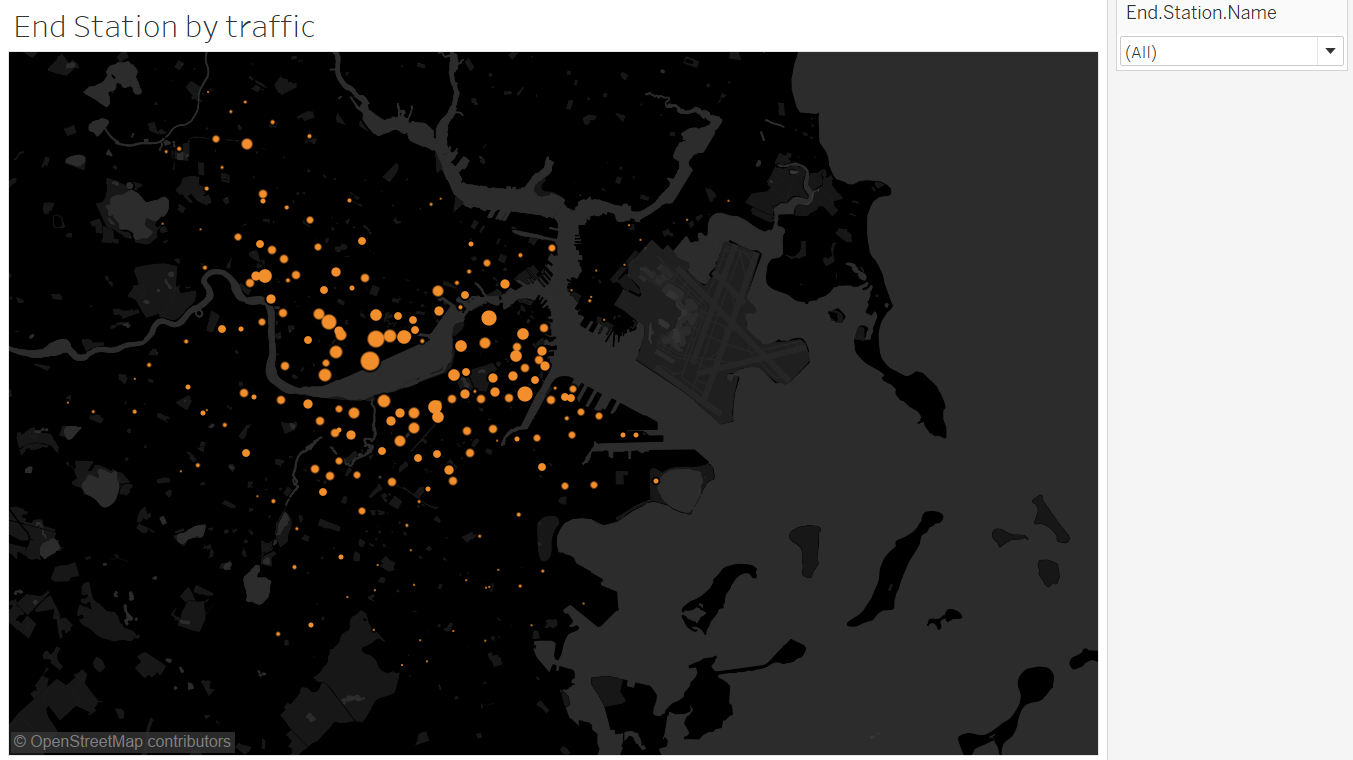 End Station by traffic
End.Station.Name
(All)
© OpenStreetMap contributors